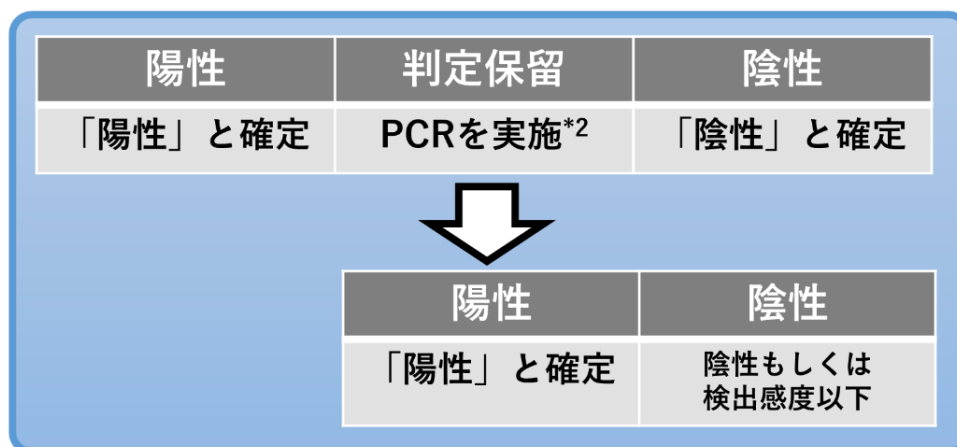 陽性 判定保留 陰性
「陽性」と確定 PCRを実施*2 「陰性」と確定
陽性 陰性
「陽性」と確定 陰性もしくは
検出感度以下